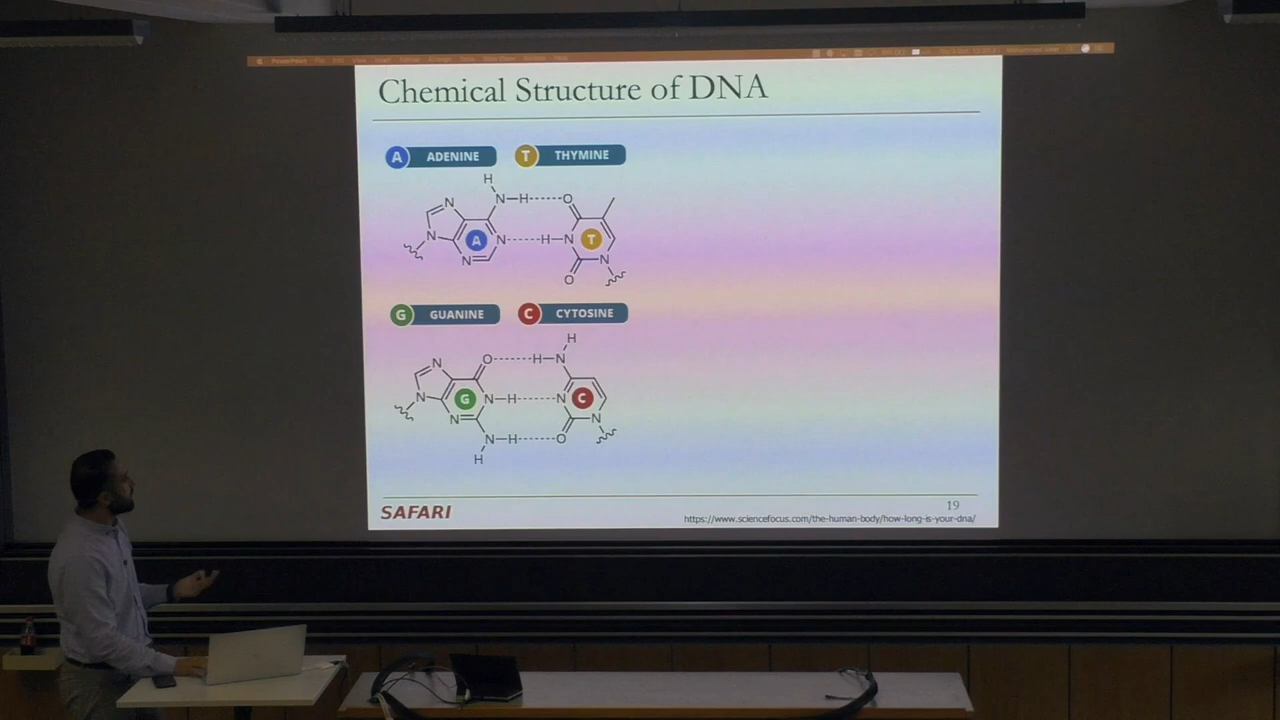 PowerPoint
Chemical Structure of DNA
A ADENINE T THYMINE
H
N N H O
N A N H N T
N O N
G GUANINE C CYTOSINE
H
N O H N
N G N H N C
N N
N H O
H
SAFARI
19
https://www.sciencefocus.com/the-human-body/how-long-is-your-dna/